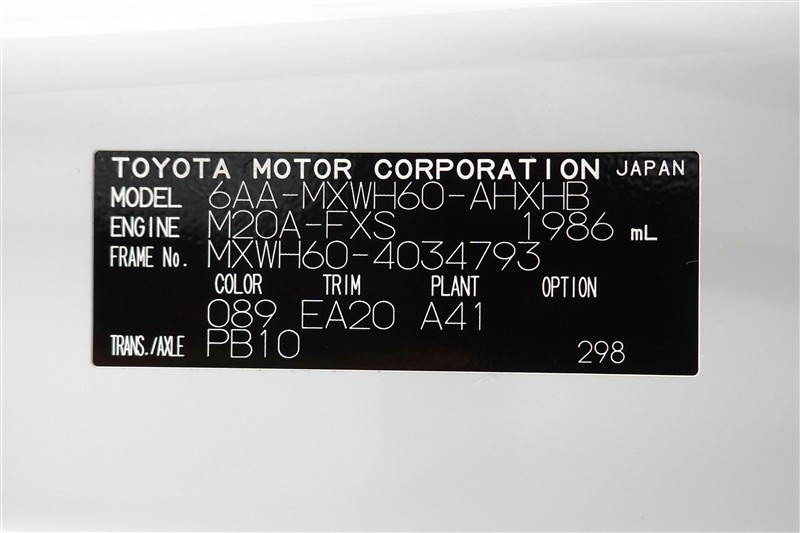 TOYOTA MOTOR CORPORATION JAPAN
MODEL 6AA-MXWH60-AHXHB
ENGINE M20A-FXS 1986 mL
FRAME No. MXWH60-4034793
COLOR TRIM PLANT OPTION
089 EA20 A41
TRANS./AXLE PB10 298